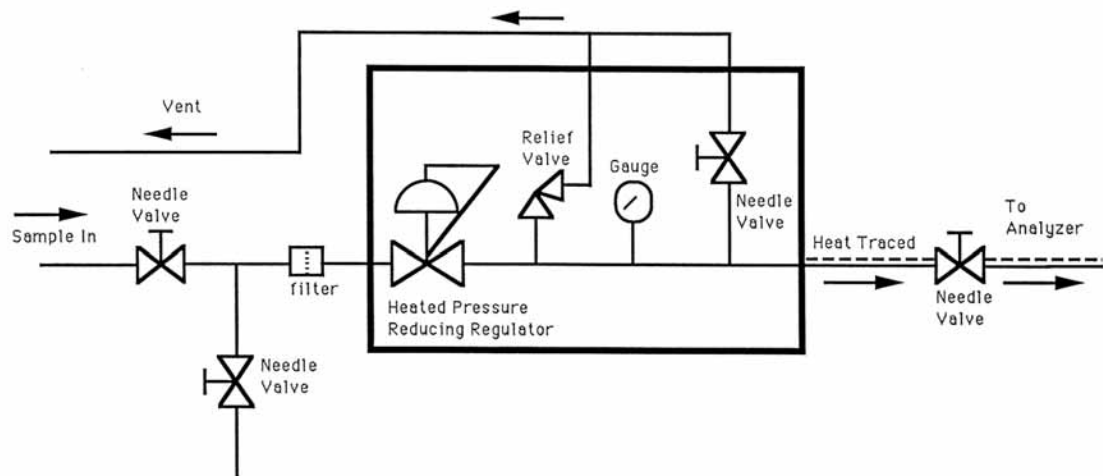 Vent
Relief
Valve
Gauge
Needle
Valve
Sample In
Needle
Valve
To
Analyzer
Heat Traced
filter
Heated Pressure
Reducing Regulator
Needle
Valve
Needle
Valve